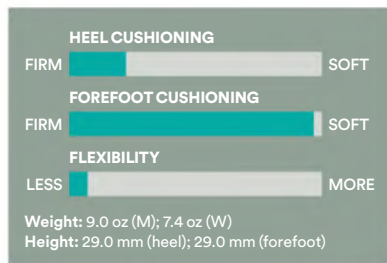 HEEL CUSHIONING
FIRM SOFT
FOREFOOT CUSHIONING
FIRM SOFT
FLEXIBILITY
LESS MORE
Weight: 9.0 oz (M); 7.4 oz (W)
Height: 29.0 mm (heel); 29.0 mm (forefoot)